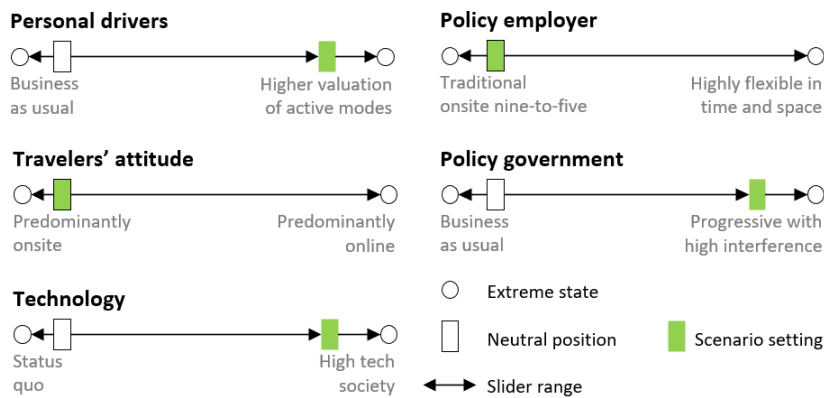 Personal drivers
Business
as usual
Higher valuation
of active modes
Policy employer
Traditional
onsite nine-to-five
Highly flexible in
time and space
Travelers’ attitude
Predominantly
onsite
Predominantly
online
Policy government
Business
as usual
Progressive with
high interference
Technology
Status
quo
High tech
society
Extreme state
Neutral position
Scenario setting
Slider range